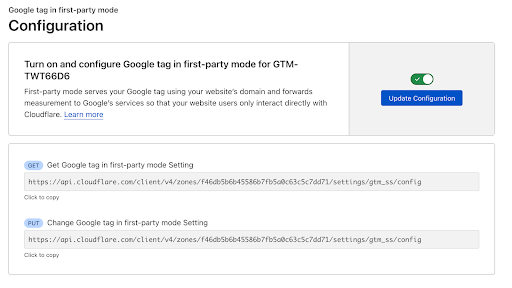 Google tag in first-party mode
Configuration
Turn on and configure Google tag in first-party mode for GTM-
TWT66D6
First-party mode serves your Google tag using your website's domain and forwards
measurement to Google's services so that your website users only interact directly with
Cloudflare. Learn more
Update Configuration
GET Get Google tag in first-party mode Setting
https://api.cloudflare.com/client/v4/zones/f46db5b6b45586b7fb5a0c63c5c7dd71/settings/gtm_ss/config
Click to copy
PUT Change Google tag in first-party mode Setting
https://api.cloudflare.com/client/v4/zones/f46db5b6b45586b7fb5a0c63c5c7dd71/settings/gtm_ss/config
Click to copy